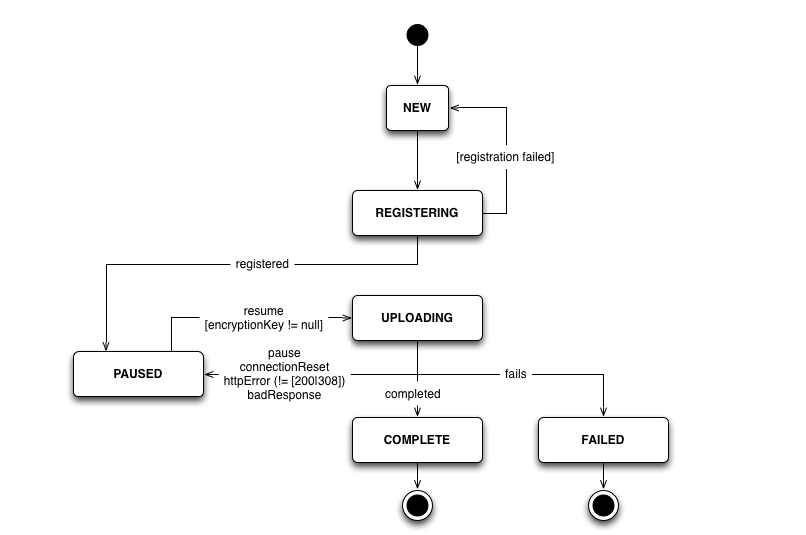 NEW
[registration failed]
REGISTERING
registered
resume
[encryptionKey != null]
UPLOADING
PAUSED
pause
connectionReset
httpError (!= [200|308])
badResponse
fails
completed
COMPLETE
FAILED